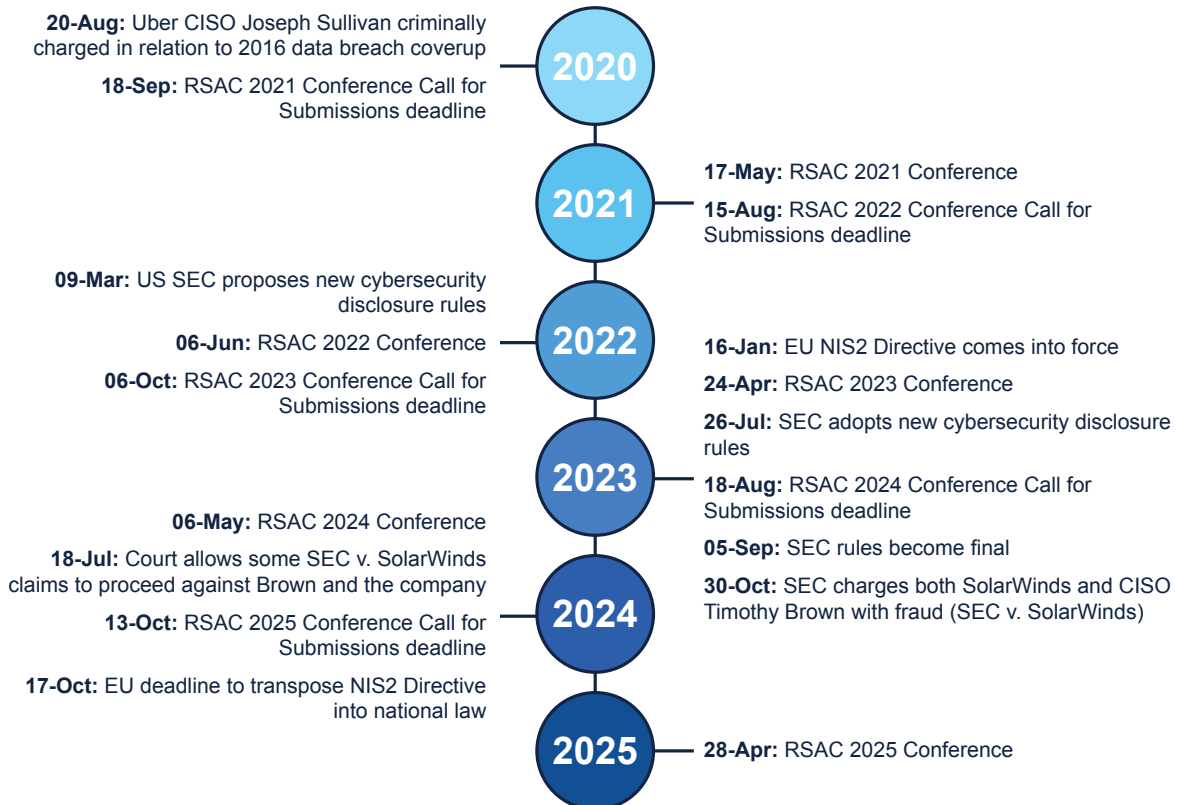 20-Aug: Uber CISO Joseph Sullivan criminally
charged in relation to 2016 data breach coverup
18-Sep: RSAC 2021 Conference Call for
Submissions deadline
2020
2021
17-May: RSAC 2021 Conference
15-Aug: RSAC 2022 Conference Call for
Submissions deadline
09-Mar: US SEC proposes new cybersecurity
disclosure rules
06-Jun: RSAC 2022 Conference
06-Oct: RSAC 2023 Conference Call for
Submissions deadline
2022
16-Jan: EU NIS2 Directive comes into force
24-Apr: RSAC 2023 Conference
26-Jul: SEC adopts new cybersecurity disclosure
rules
18-Aug: RSAC 2024 Conference Call for
Submissions deadline
05-Sep: SEC rules become final
30-Oct: SEC charges both SolarWinds and CISO
Timothy Brown with fraud (SEC v. SolarWinds)
2023
06-May: RSAC 2024 Conference
18-Jul: Court allows some SEC v. SolarWinds
claims to proceed against Brown and the company
13-Oct: RSAC 2025 Conference Call for
Submissions deadline
17-Oct: EU deadline to transpose NIS2 Directive
into national law
2024
2025
28-Apr: RSAC 2025 Conference